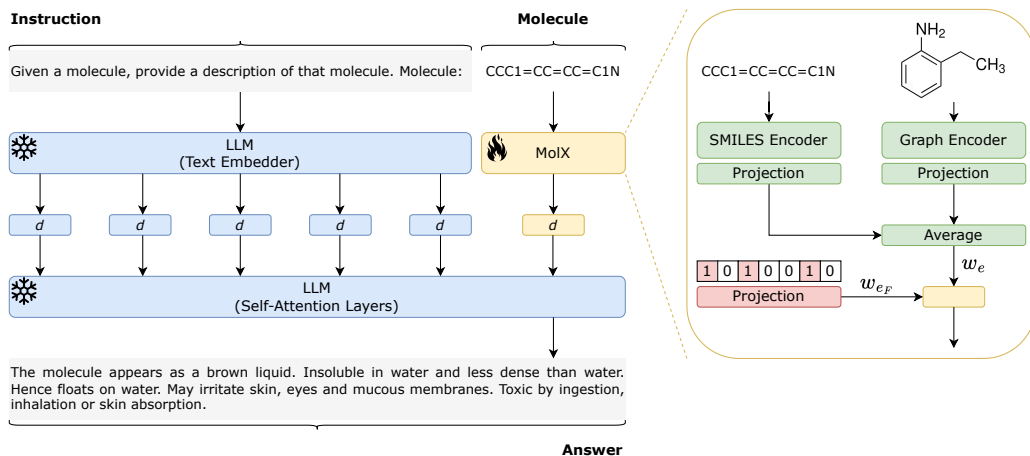 Instruction
Molecule
Given a molecule, provide a description of that molecule. Molecule:
CCC1=CC=CC=C1N
LLM
(Text Embedder)
MolX
d
d
d
d
d
d
LLM
(Self-Attention Layers)
The molecule appears as a brown liquid. Insoluble in water and less dense than water.
Hence floats on water. May irritate skin, eyes and mucous membranes. Toxic by ingestion,
inhalation or skin absorption.
Answer
NH2
CH3
CCC1=CC=CC=C1N
SMILES Encoder
Graph Encoder
Projection
Projection
Average
w_e
1 0 1 0 0 1 0
Projection
w_{e_F}